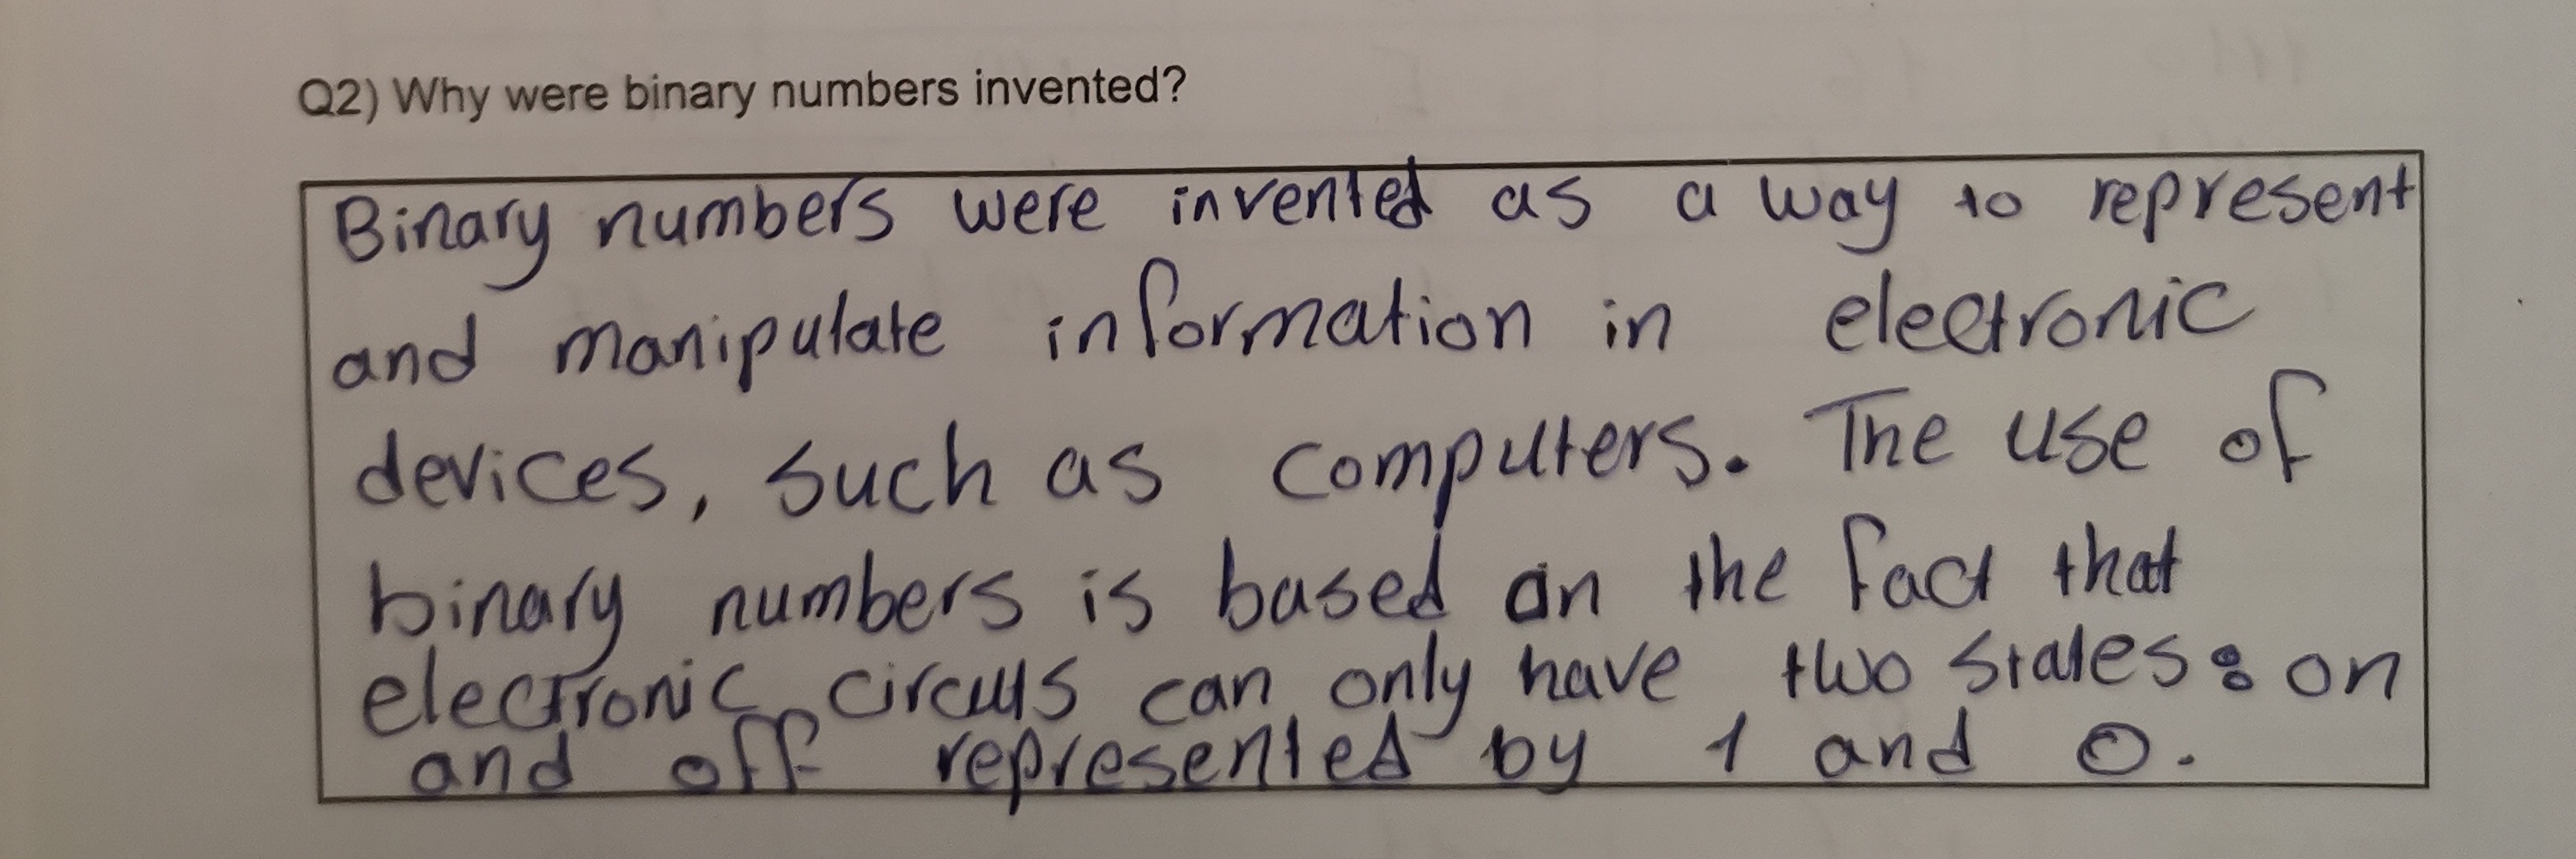 Q2) Why were binary numbers invented?
Binary numbers were invented as a way to represent
and manipulate information in electronic
devices, such as computers. The use of
binary numbers is based on the fact that
electronic circuits can only have two states: on
and off represented by 1 and 0.